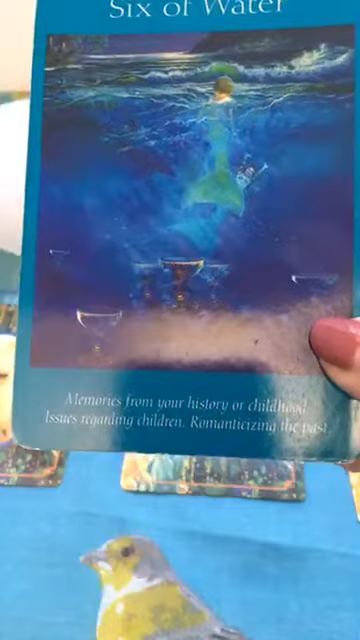 Six of Water
Memories from your history or childhood.
Issues regarding children. Romanticizing the past.